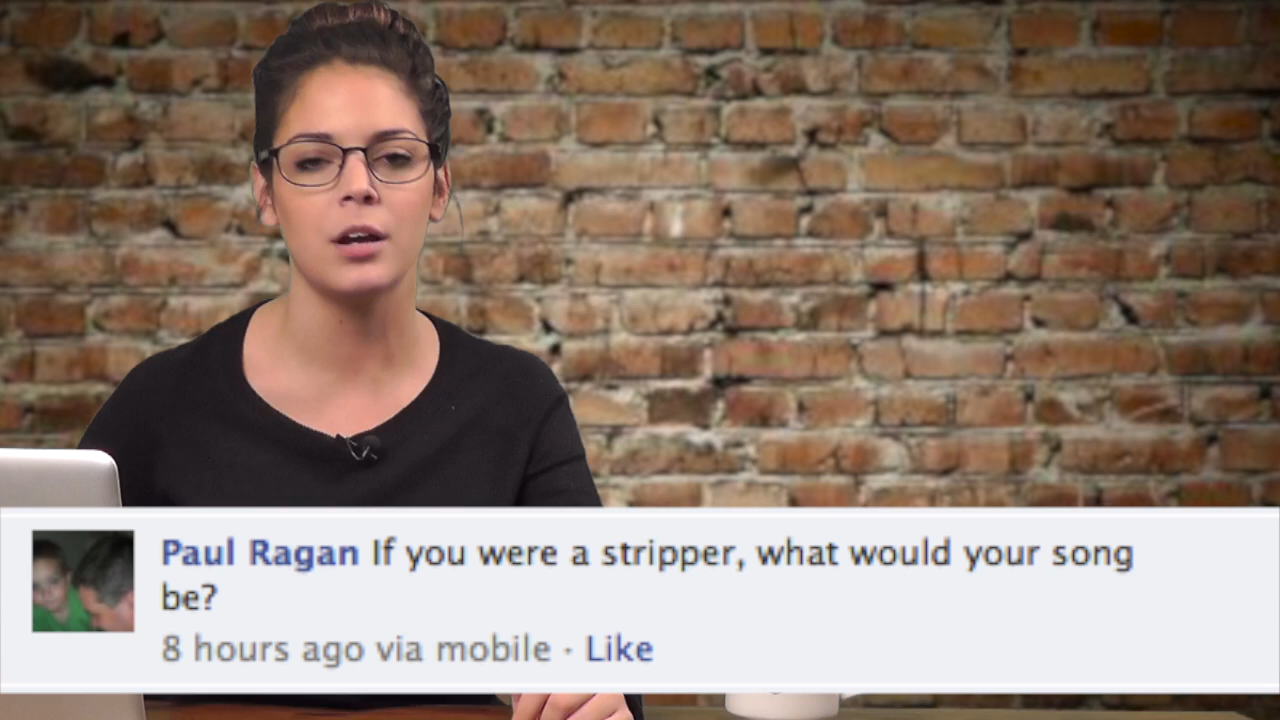 Paul Ragan If you were a stripper, what would your song
be?
8 hours ago via mobile · Like